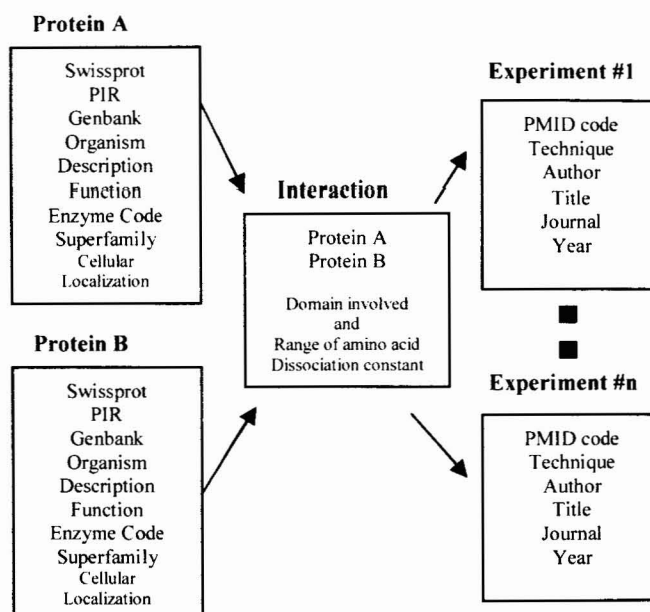 Protein A
Swissprot
PIR
Genbank
Organism
Description
Function
Enzyme Code
Superfamily
Cellular
Localization
Protein B
Swissprot
PIR
Genbank
Organism
Description
Function
Enzyme Code
Superfamily
Cellular
Localization
Interaction
Protein A
Protein B
Domain involved
and
Range of amino acid
Dissociation constant
Experiment #1
PMID code
Technique
Author
Title
Journal
Year
Experiment #n
PMID code
Technique
Author
Title
Journal
Year